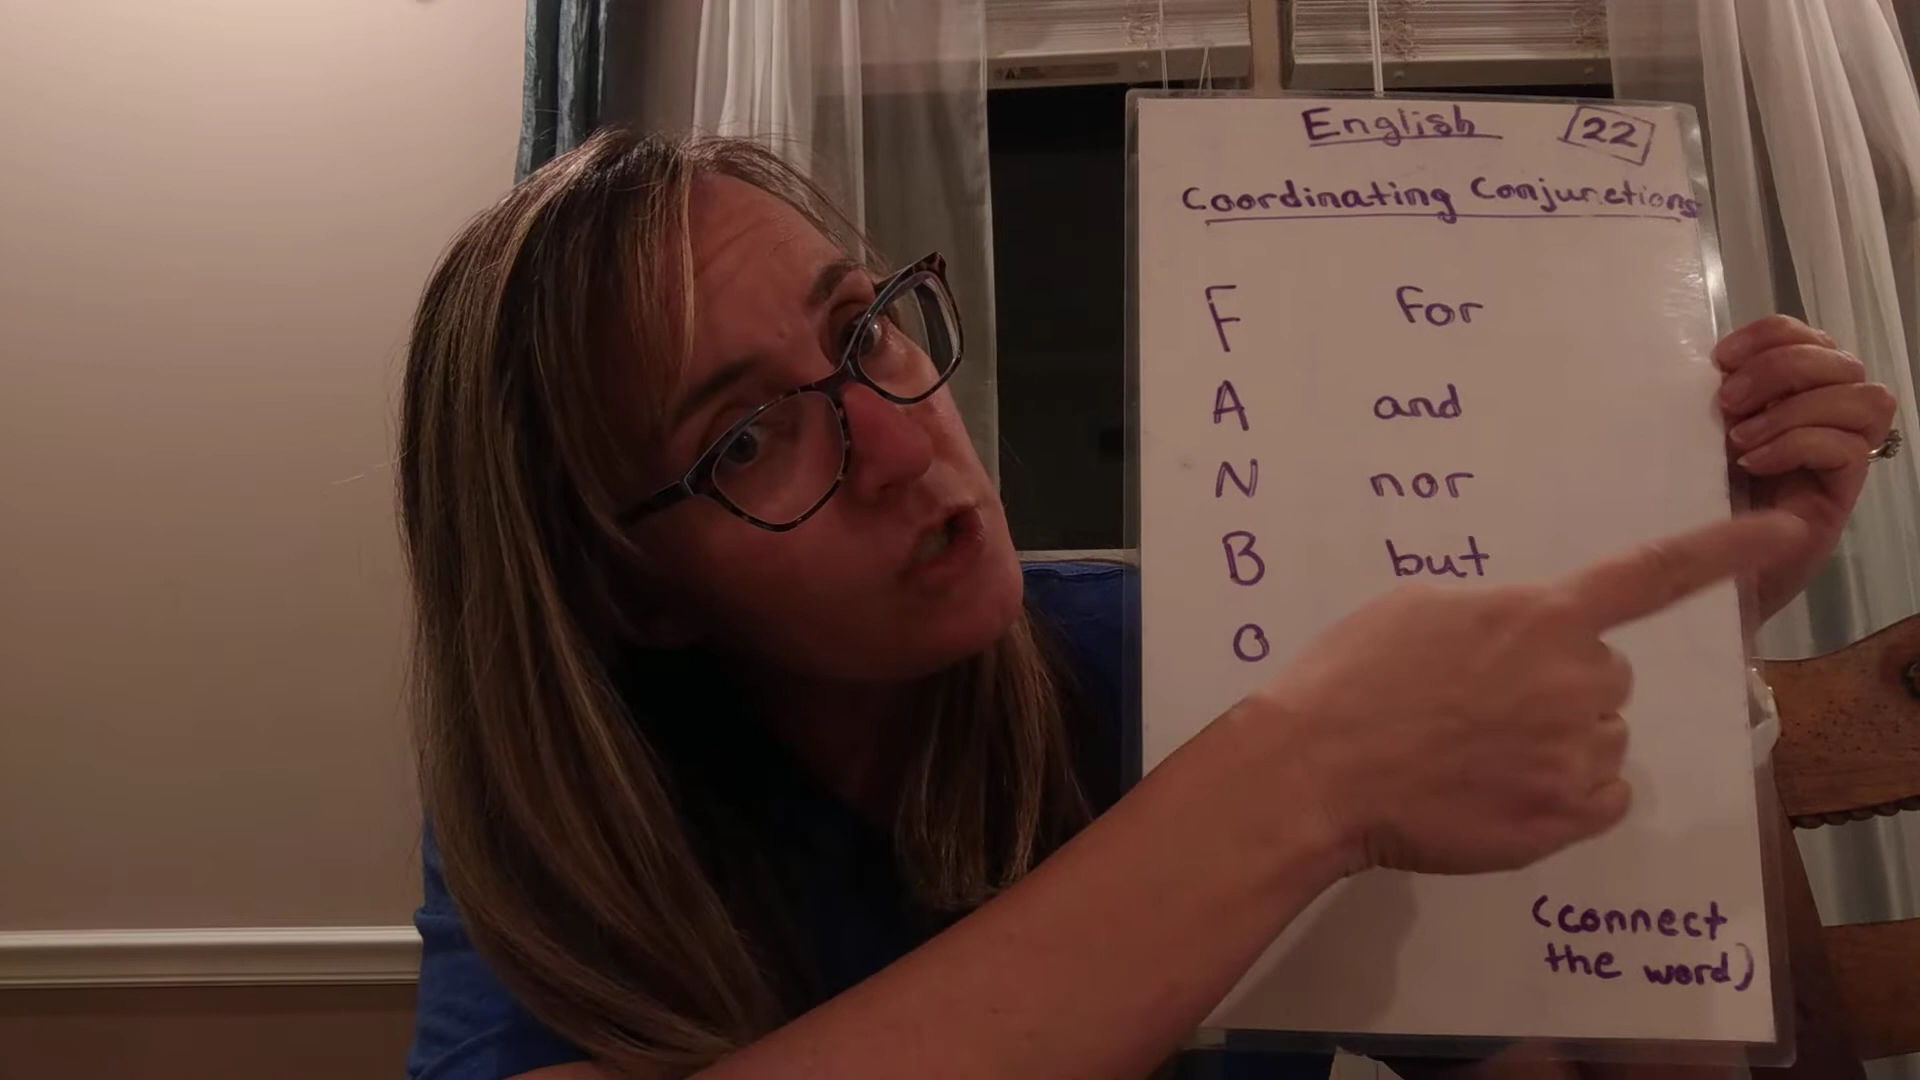 English 22
Coordinating Conjunctions
F For
A and
N nor
B but
O
(connect
the word)